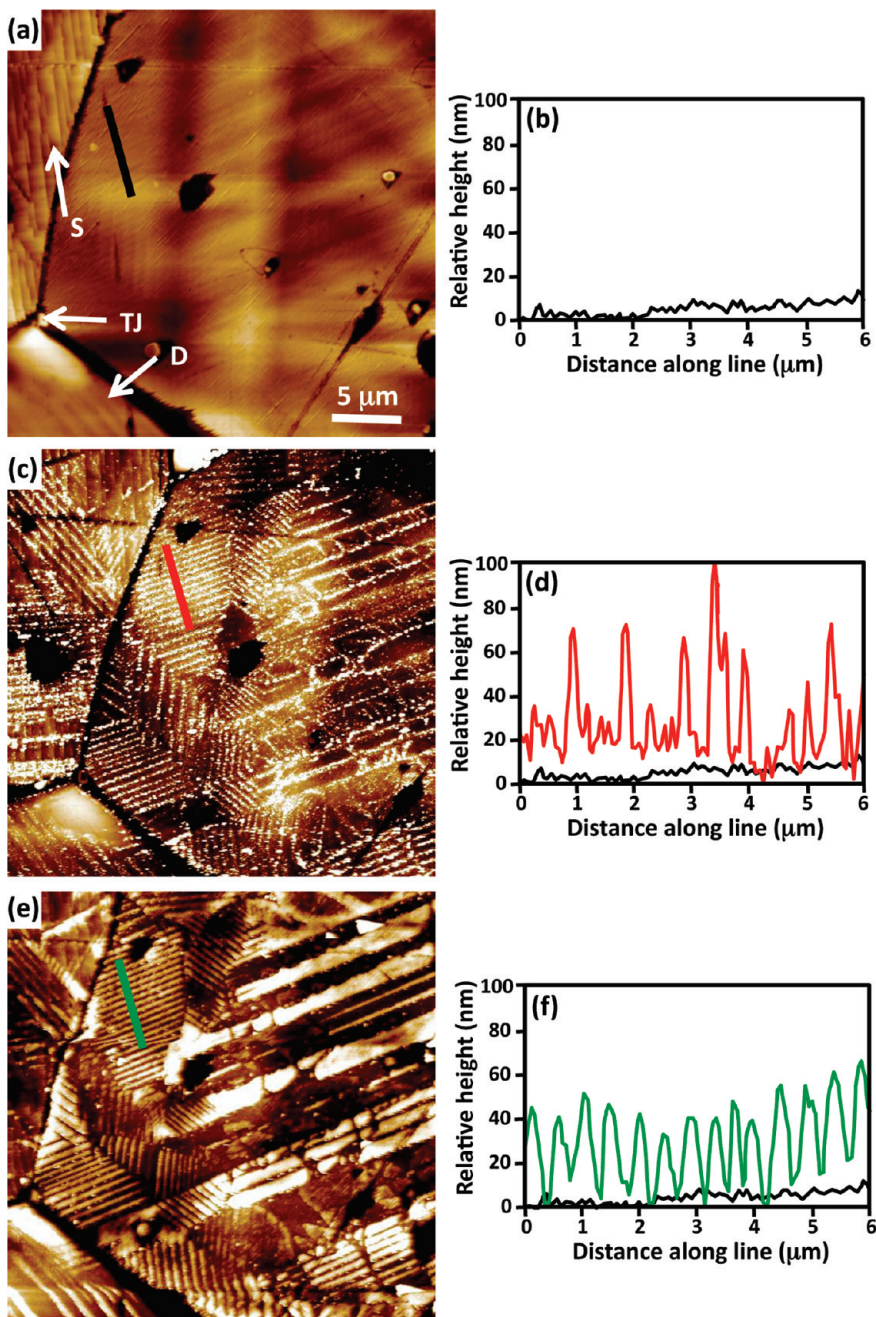 (a)
S
TJ
D
5 μm
(b)
Relative height (nm)
100
80
60
40
20
0
0 1 2 3 4 5 6
Distance along line (μm)
(c)
(d)
Relative height (nm)
100
80
60
40
20
0
0 1 2 3 4 5 6
Distance along line (μm)
(e)
(f)
Relative height (nm)
100
80
60
40
20
0
0 1 2 3 4 5 6
Distance along line (μm)